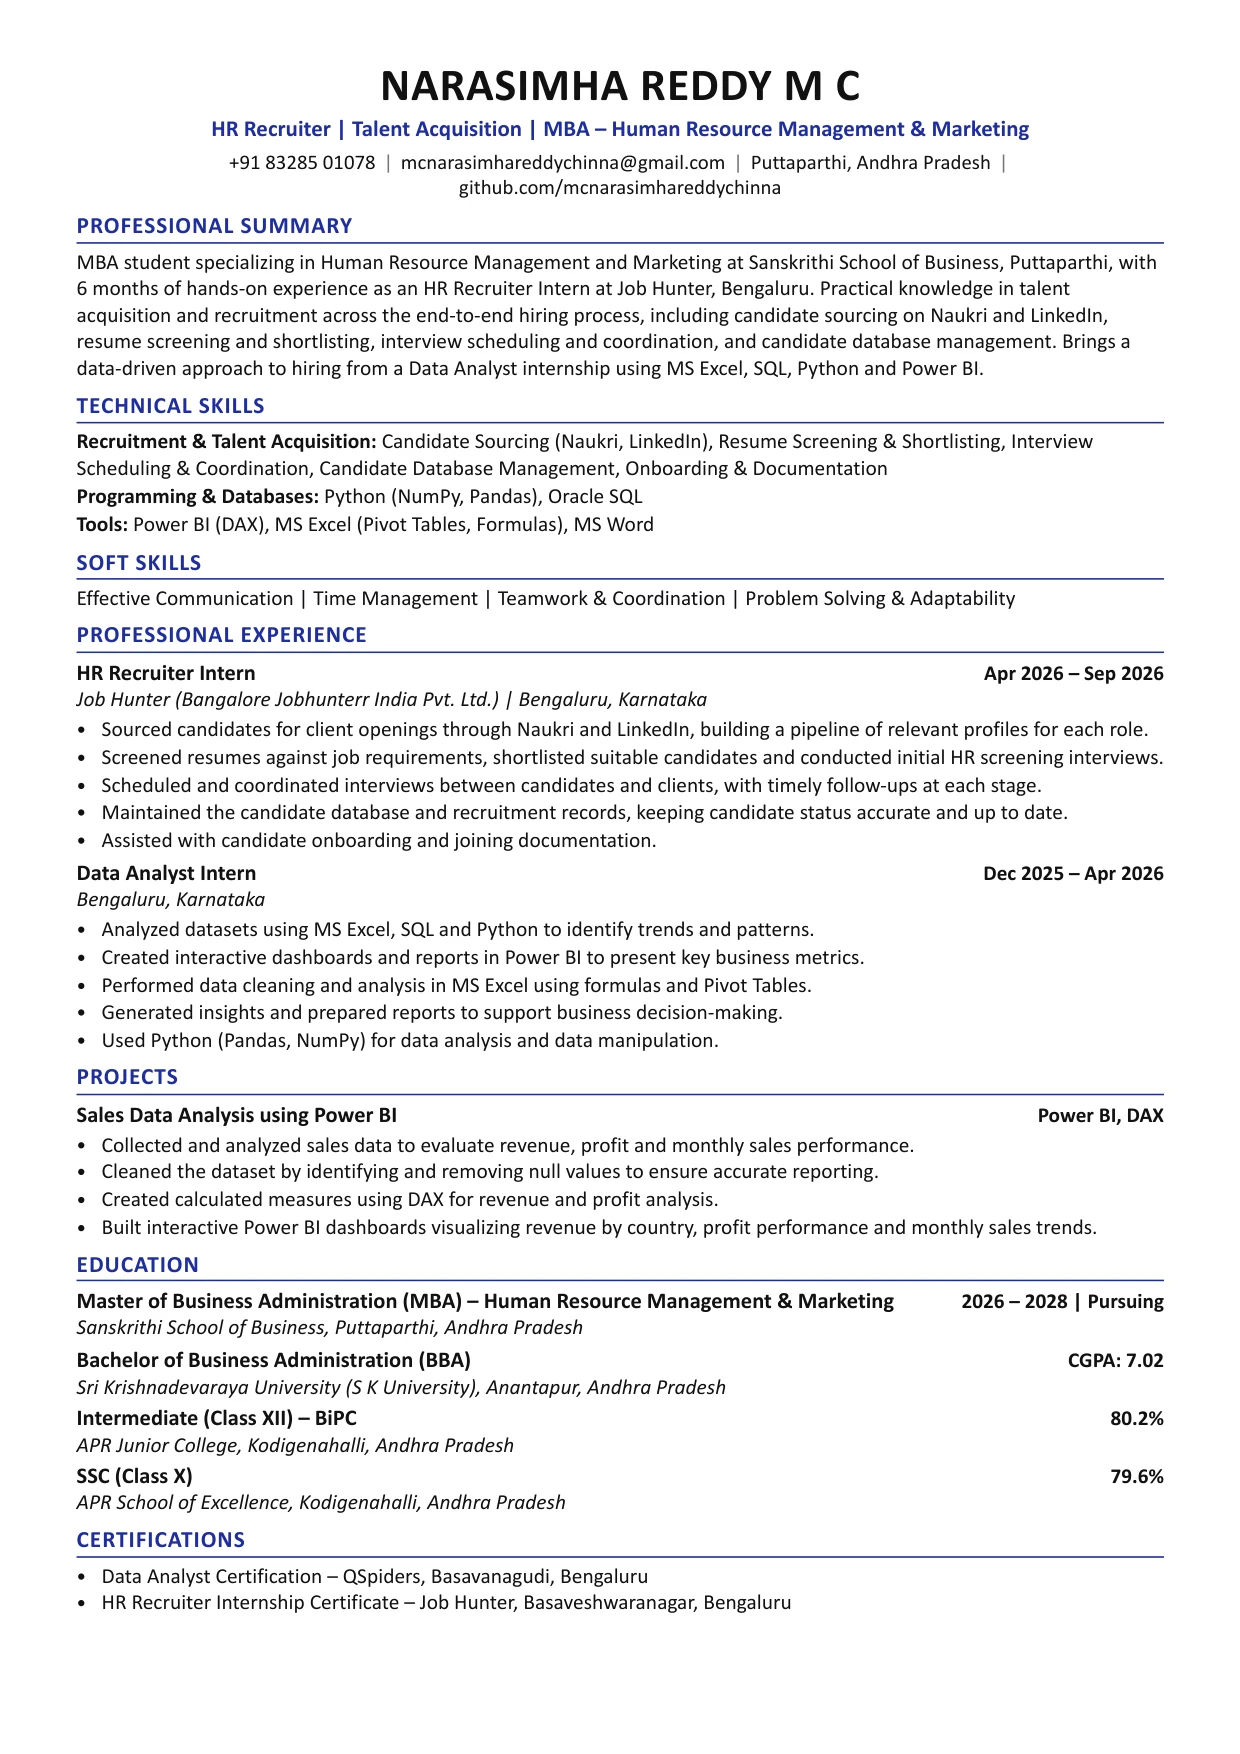 NARASIMHA REDDY M C
HR Recruiter | Talent Acquisition | MBA – Human Resource Management & Marketing
+91 83285 01078 | mcnarasimhareddychinna@gmail.com | Puttaparthi, Andhra Pradesh |
github.com/mcnarasimhareddychinna
PROFESSIONAL SUMMARY
MBA student specializing in Human Resource Management and Marketing at Sanskrithi School of Business, Puttaparthi, with
6 months of hands-on experience as an HR Recruiter Intern at Job Hunter, Bengaluru. Practical knowledge in talent
acquisition and recruitment across the end-to-end hiring process, including candidate sourcing on Naukri and LinkedIn,
resume screening and shortlisting, interview scheduling and coordination, and candidate database management. Brings a
data-driven approach to hiring from a Data Analyst internship using MS Excel, SQL, Python and Power BI.
TECHNICAL SKILLS
Recruitment & Talent Acquisition: Candidate Sourcing (Naukri, LinkedIn), Resume Screening & Shortlisting, Interview
Scheduling & Coordination, Candidate Database Management, Onboarding & Documentation
Programming & Databases: Python (NumPy, Pandas), Oracle SQL
Tools: Power BI (DAX), MS Excel (Pivot Tables, Formulas), MS Word
SOFT SKILLS
Effective Communication | Time Management | Teamwork & Coordination | Problem Solving & Adaptability
PROFESSIONAL EXPERIENCE
HR Recruiter Intern Apr 2026 – Sep 2026
Job Hunter (Bangalore Jobhunterr India Pvt. Ltd.) | Bengaluru, Karnataka
• Sourced candidates for client openings through Naukri and LinkedIn, building a pipeline of relevant profiles for each role.
• Screened resumes against job requirements, shortlisted suitable candidates and conducted initial HR screening interviews.
• Scheduled and coordinated interviews between candidates and clients, with timely follow-ups at each stage.
• Maintained the candidate database and recruitment records, keeping candidate status accurate and up to date.
• Assisted with candidate onboarding and joining documentation.
Data Analyst Intern Dec 2025 – Apr 2026
Bengaluru, Karnataka
• Analyzed datasets using MS Excel, SQL and Python to identify trends and patterns.
• Created interactive dashboards and reports in Power BI to present key business metrics.
• Performed data cleaning and analysis in MS Excel using formulas and Pivot Tables.
• Generated insights and prepared reports to support business decision-making.
• Used Python (Pandas, NumPy) for data analysis and data manipulation.
PROJECTS
Sales Data Analysis using Power BI Power BI, DAX
• Collected and analyzed sales data to evaluate revenue, profit and monthly sales performance.
• Cleaned the dataset by identifying and removing null values to ensure accurate reporting.
• Created calculated measures using DAX for revenue and profit analysis.
• Built interactive Power BI dashboards visualizing revenue by country, profit performance and monthly sales trends.
EDUCATION
Master of Business Administration (MBA) – Human Resource Management & Marketing 2026 – 2028 | Pursuing
Sanskrithi School of Business, Puttaparthi, Andhra Pradesh
Bachelor of Business Administration (BBA) CGPA: 7.02
Sri Krishnadevaraya University (S K University), Anantapur, Andhra Pradesh
Intermediate (Class XII) – BiPC 80.2%
APR Junior College, Kodigenahalli, Andhra Pradesh
SSC (Class X) 79.6%
APR School of Excellence, Kodigenahalli, Andhra Pradesh
CERTIFICATIONS
• Data Analyst Certification – QSpiders, Basavanagudi, Bengaluru
• HR Recruiter Internship Certificate – Job Hunter, Basaveshwaranagar, Bengaluru